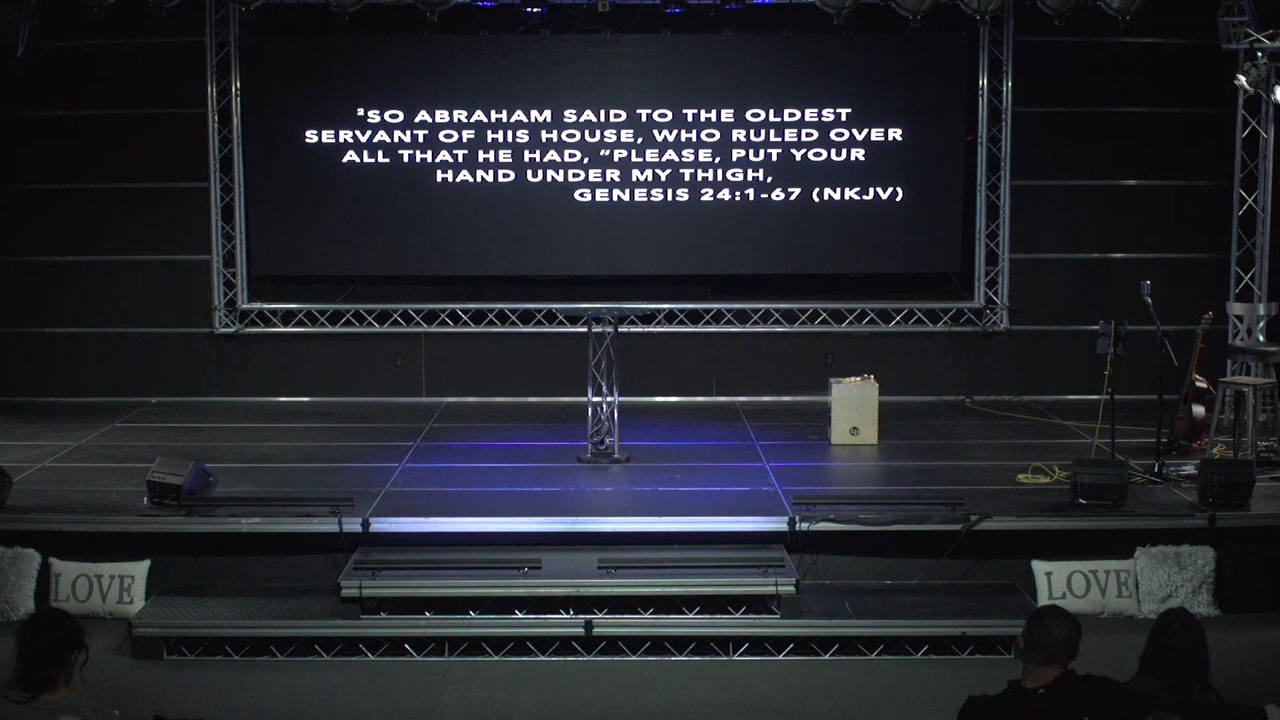 ²SO ABRAHAM SAID TO THE OLDEST
SERVANT OF HIS HOUSE, WHO RULED OVER
ALL THAT HE HAD, “PLEASE, PUT YOUR
HAND UNDER MY THIGH,
GENESIS 24:1-67 (NKJV)
LOVE
LOVE